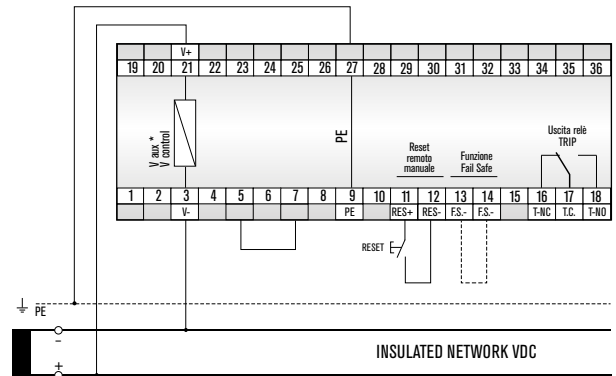 V+
19 20 21 22 23 24 25 26 27 28 29 30 31 32 33 34 35 36
V aux *
V control
PE
Reset
remoto
manuale
Funzione
Fail Safe
Uscita relè
TRIP
1 2 3 4 5 6 7 8 9 10 11 12 13 14 15 16 17 18
V- PE RES+ RES- F.S.- F.S.- T-NC T.C. T-NO
RESET
PE
−
INSULATED NETWORK VDC
+